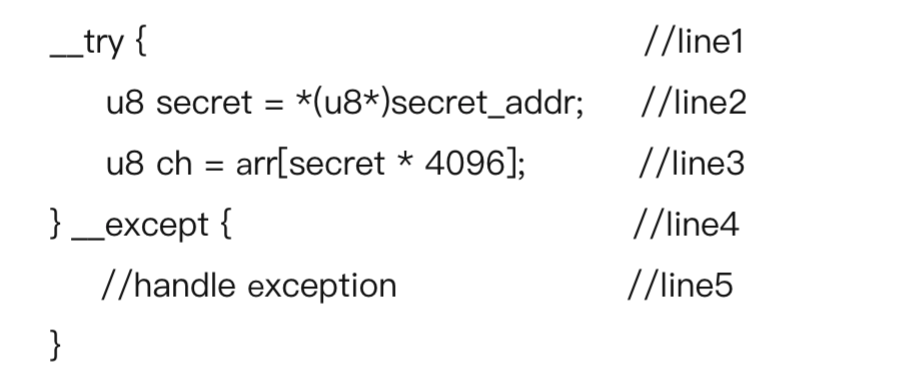 __try { //line1
u8 secret = *(u8*)secret_addr; //line2
u8 ch = arr[secret * 4096]; //line3
} __except { //line4
//handle exception //line5
}